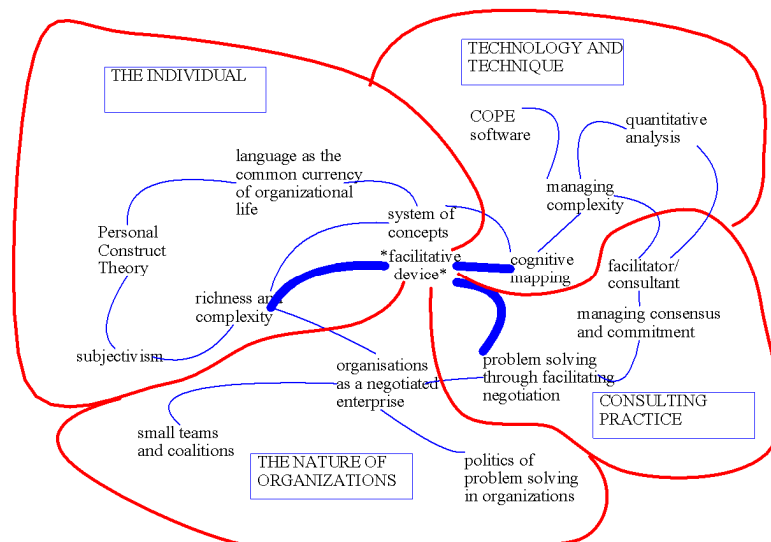 TECHNOLOGY AND
TECHNIQUE
THE INDIVIDUAL
COPE
software
quantitative
analysis
language as the
common currency
of organizational
life
managing
complexity
system of
concepts
Personal
Construct
Theory
*facilitative
device*
cognitive
mapping
facilitator/
consultant
richness and
complexity
managing consensus
and commitment
subjectivism
organisations
as a negotiated
enterprise
problem solving
through facilitating
negotiation
CONSULTING
PRACTICE
small teams
and coalitions
THE NATURE OF
ORGANIZATIONS
politics of
problem solving
in organizations